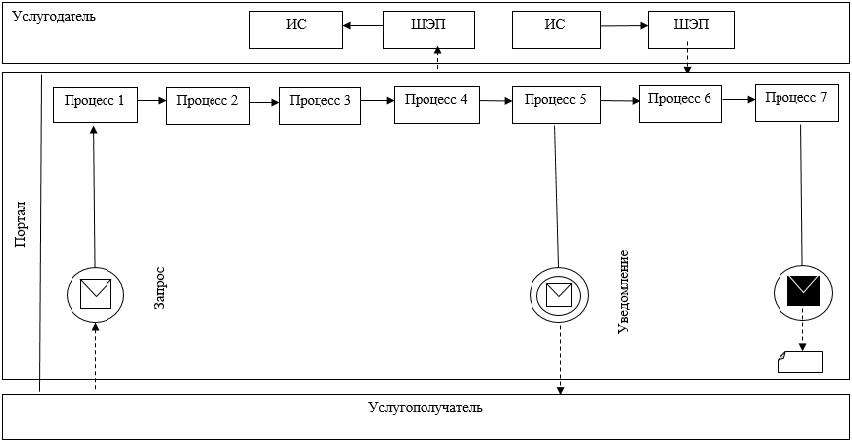 Услугодатель
ИС
ШЭП
ИС
ШЭП
Процесс 1
Процесс 2
Процесс 3
Процесс 4
Процесс 5
Процесс 6
Процесс 7
Портал
Запрос
Уведомление
Услугополучатель